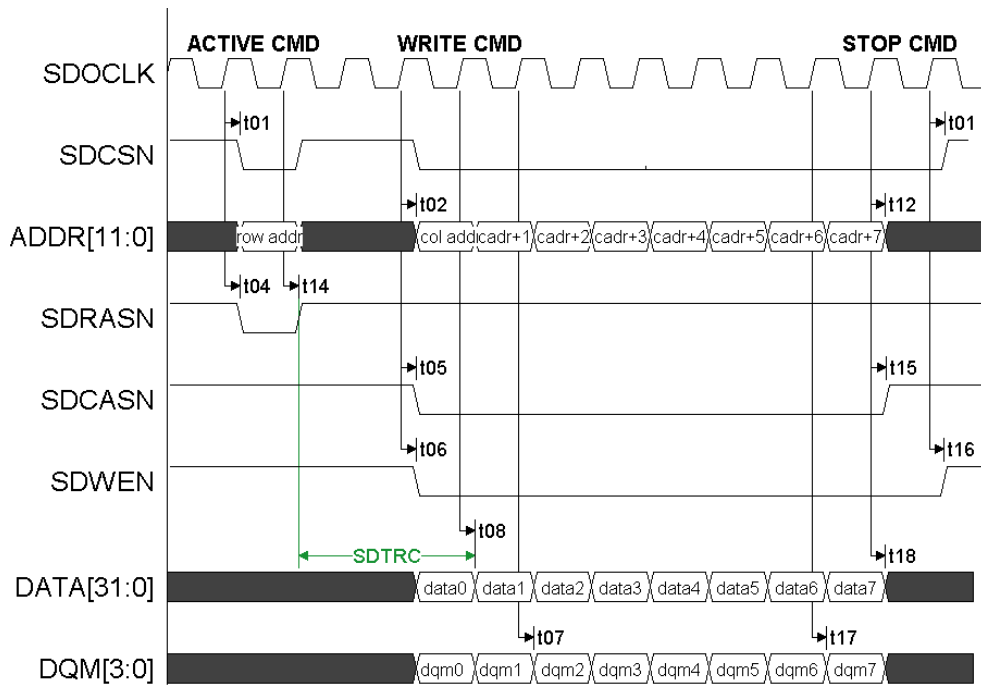 ACTIVE CMD WRITE CMD STOP CMD
SDOCLK
t01 t01
SDCSN
t02 t12
ADDR[11:0] row addr col addr cadr+1 cadr+2 cadr+3 cadr+4 cadr+5 cadr+6 cadr+7
t04 t14
SDRASN
t05 t15
SDCASN
t06 t16
SDWEN
t08
SDTRC t18
DATA[31:0] data0 data1 data2 data3 data4 data5 data6 data7
t07 t17
DQM[3:0] dqm0 dqm1 dqm2 dqm3 dqm4 dqm5 dqm6 dqm7